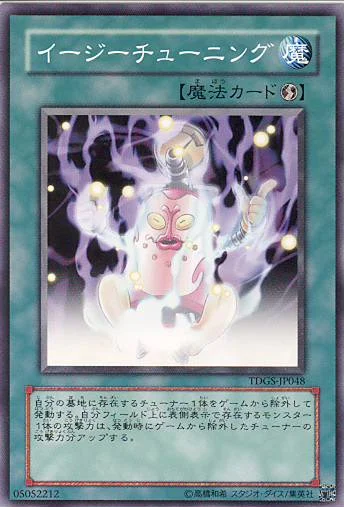 イージーチューニング 魔
【魔法カード】
TDGS-JP048
自分の墓地に存在するチューナー1体をゲームから除外して
発動する。自分フィールド上に表側表示で存在するモンスター
1体の攻撃力は、発動時にゲームから除外したチューナーの
攻撃力分アップする。
05052212
©高橋和希 スタジオ・ダイス/集英社